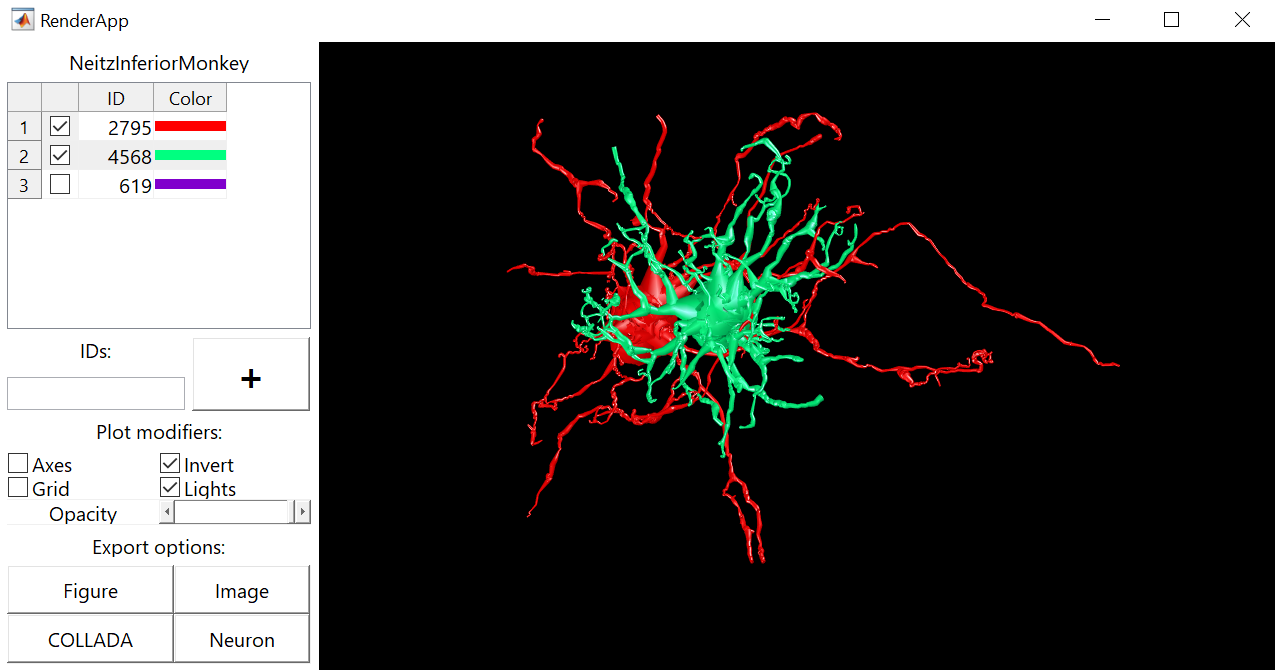 RenderApp
NeitzInferiorMonkey
ID Color
1 2795
2 4568
3 619
IDs:
+
Plot modifiers:
Axes Invert
Grid Lights
Opacity
Export options:
Figure Image
COLLADA Neuron